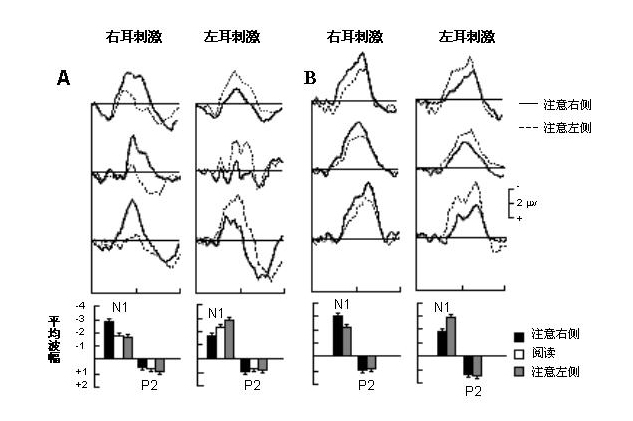 右耳刺激 左耳刺激 右耳刺激 左耳刺激
A B
注意右侧
注意左侧
-
2 μv
+
平均波幅
-4
-3
-2
-1
+1
+2
N1 N1 N1 N1
P2 P2 P2 P2
注意右侧
阅读
注意左侧